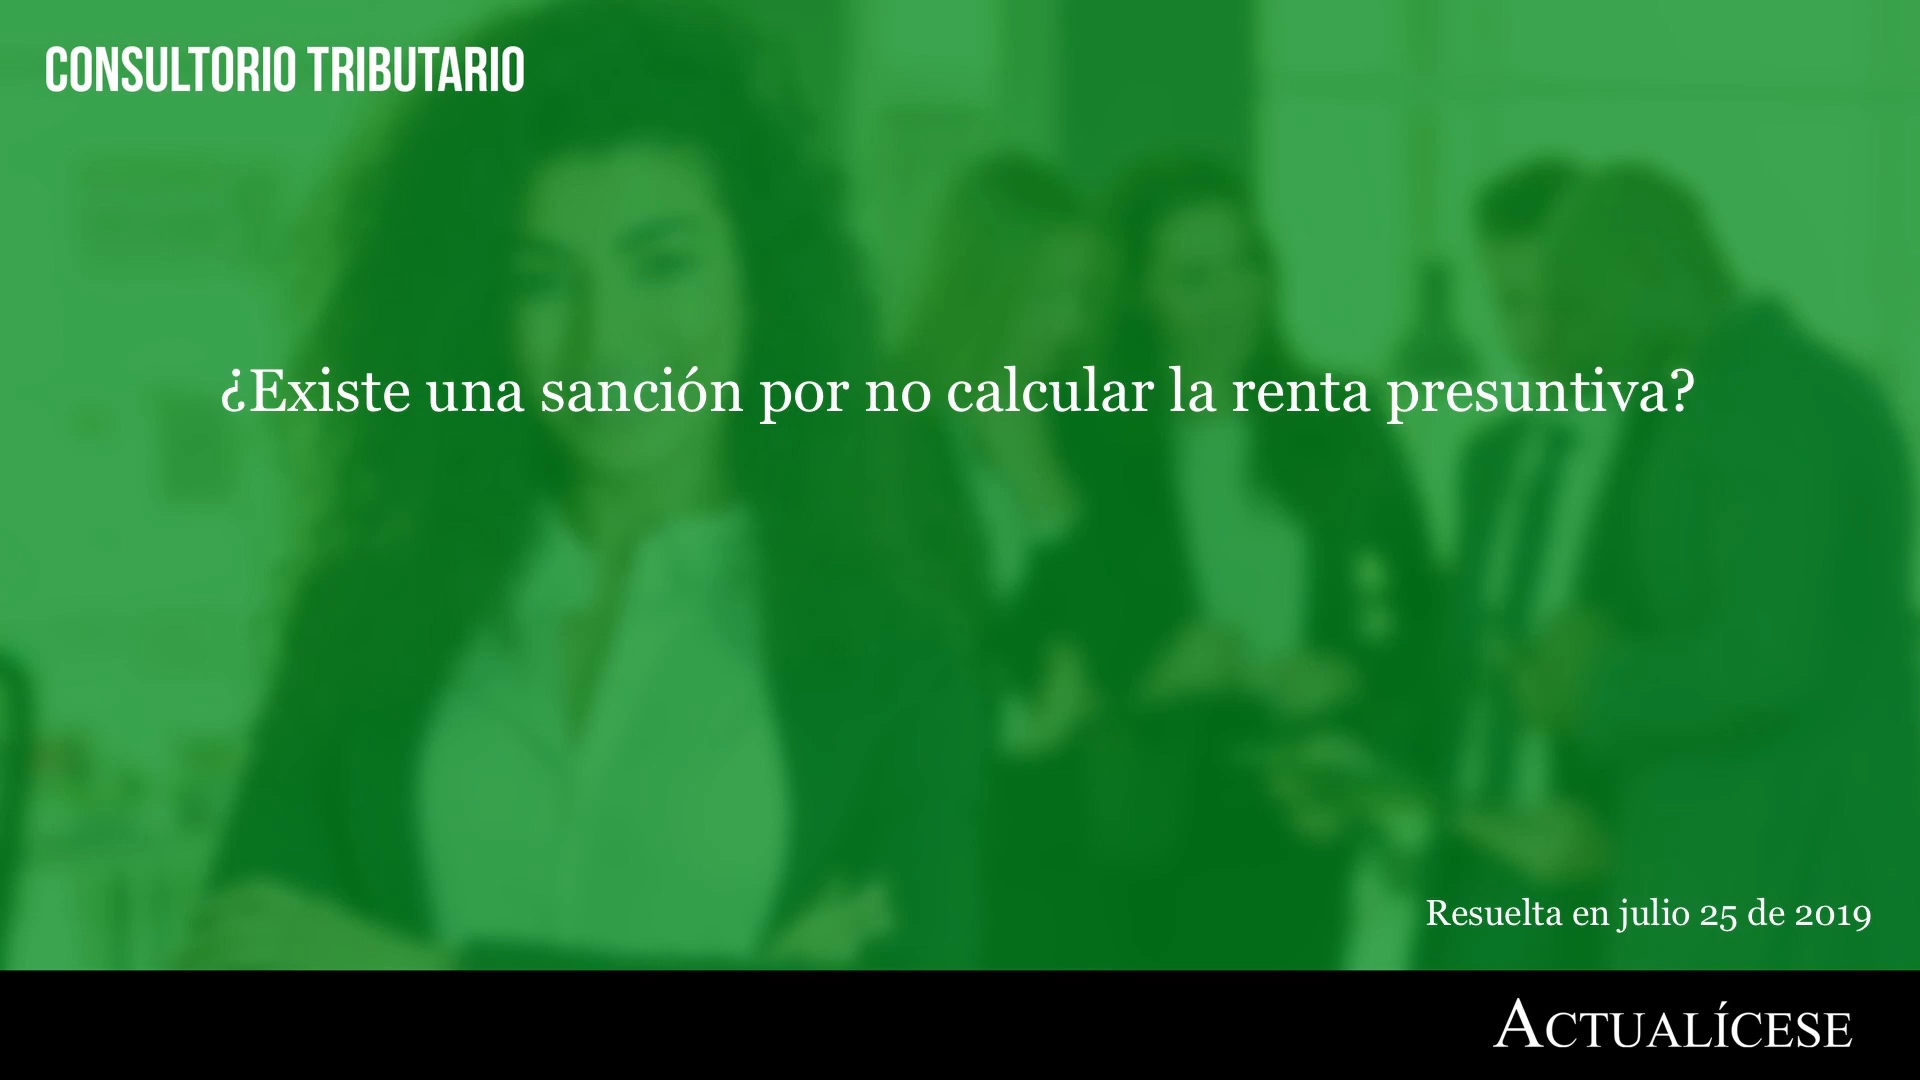 CONSULTORIO TRIBUTARIO
¿Existe una sanción por no calcular la renta presuntiva?
Resuelta en julio 25 de 2019
ACTUALÍCESE